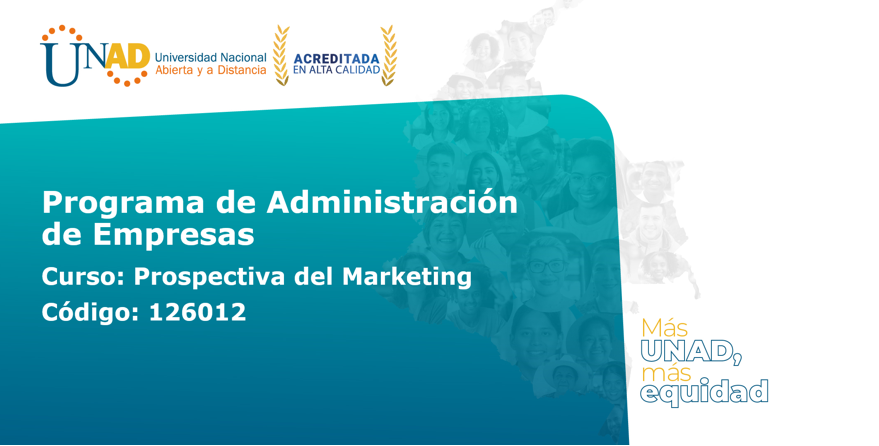 UNAD
Universidad Nacional
Abierta y a Distancia
ACREDITADA
EN ALTA CALIDAD
Programa de Administración
de Empresas
Curso: Prospectiva del Marketing
Código: 126012
Más
UNAD,
más
equidad